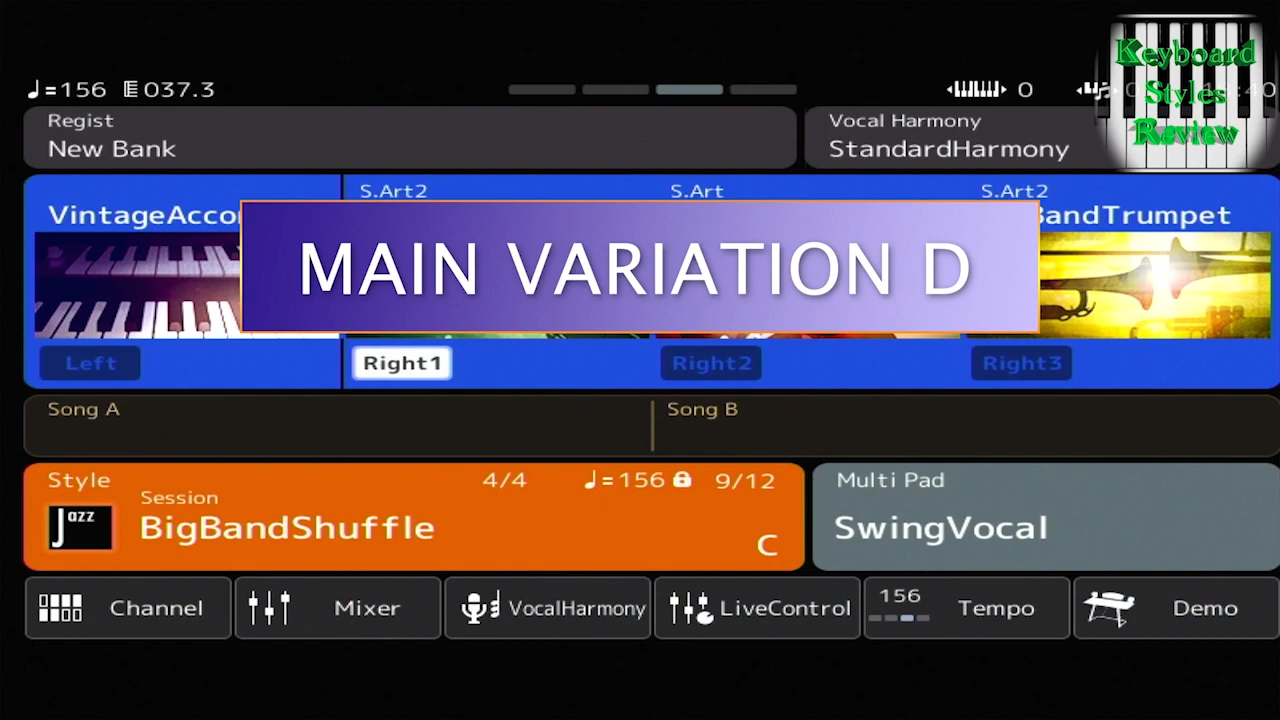 Keyboard
Styles
Review
=156 037.3
0
:40
Regist
New Bank
Vocal Harmony
StandardHarmony
S.Art2 S.Art S.Art2
BandTrumpet
MAIN VARIATION D
Left Right1 Right2 Right3
Song A Song B
Style 4/4 =156 9/12
Session
Jazz
BigBandShuffle
C
Multi Pad
SwingVocal
Channel Mixer VocalHarmony LiveControl 156 Tempo Demo